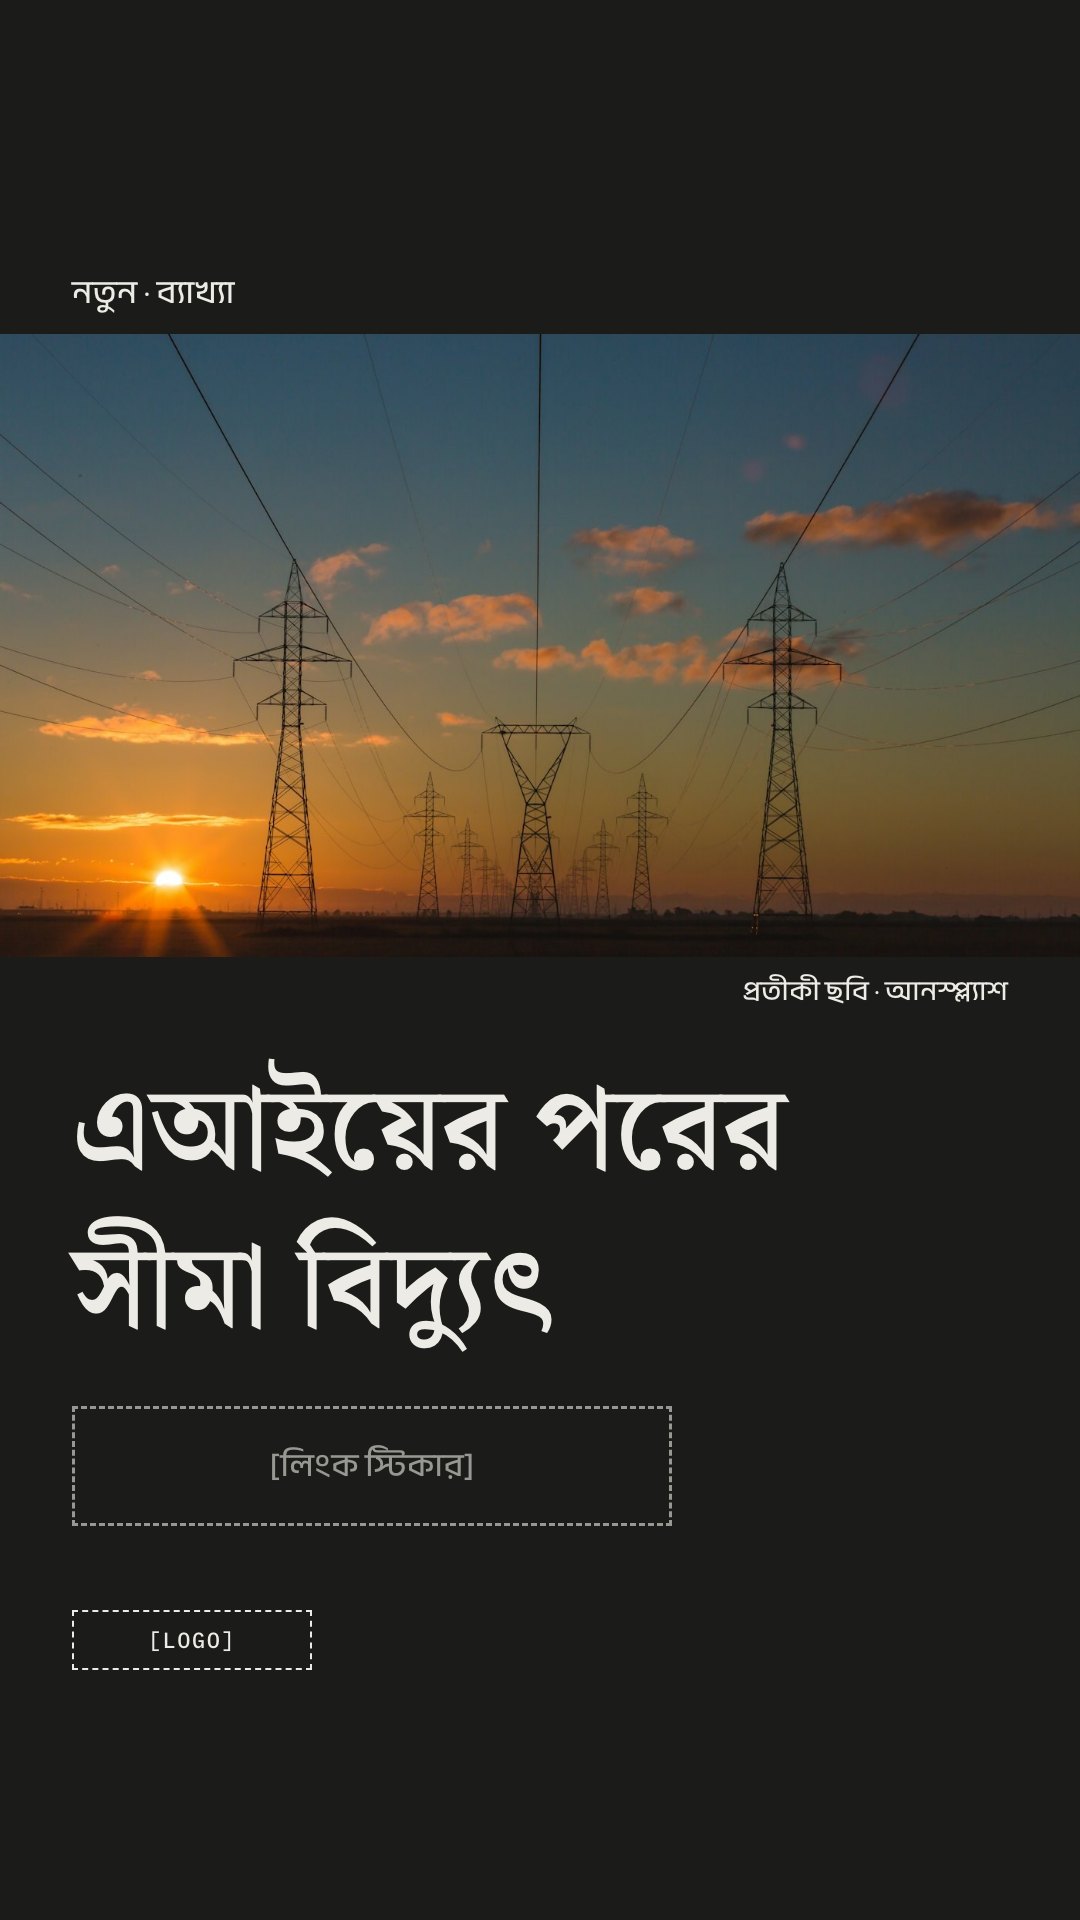 নতুন · ব্যাখ্যা
প্রতীকী ছবি · আনস্প্ল্যাশ
এআইয়ের পরের
সীমা বিদ্যুৎ
[লিংক স্টিকার]
[LOGO]